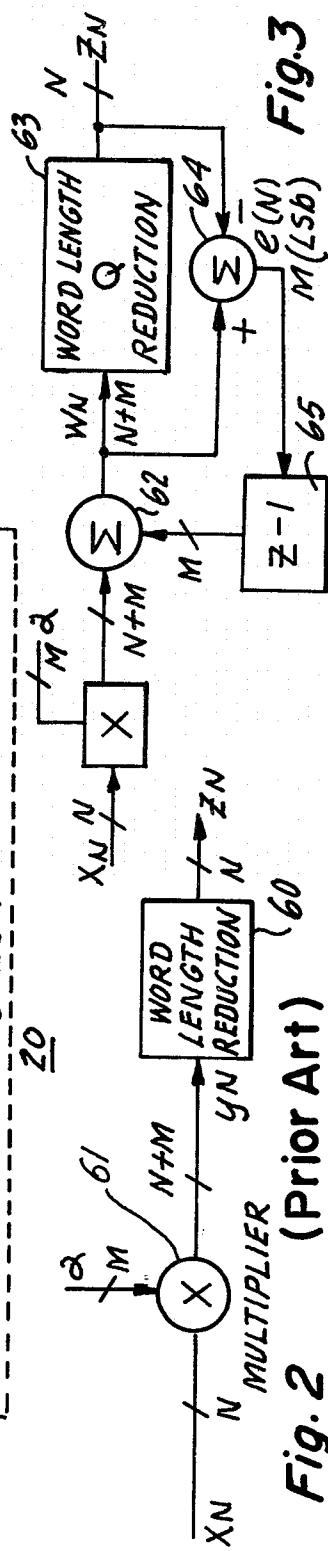 20
XN
N
MULTIPLIER
61
X
a
M
N+M
yN
WORD
LENGTH
REDUCTION
60
N
ZN
Fig. 2
(Prior Art)
XN
N
X
M
a
N+M
Σ
62
WN
N+M
WORD LENGTH
Q
REDUCTION
63
N
ZN
+
Σ
64
–
e(N)
M(LSb)
Z-1
65
M
Fig.3